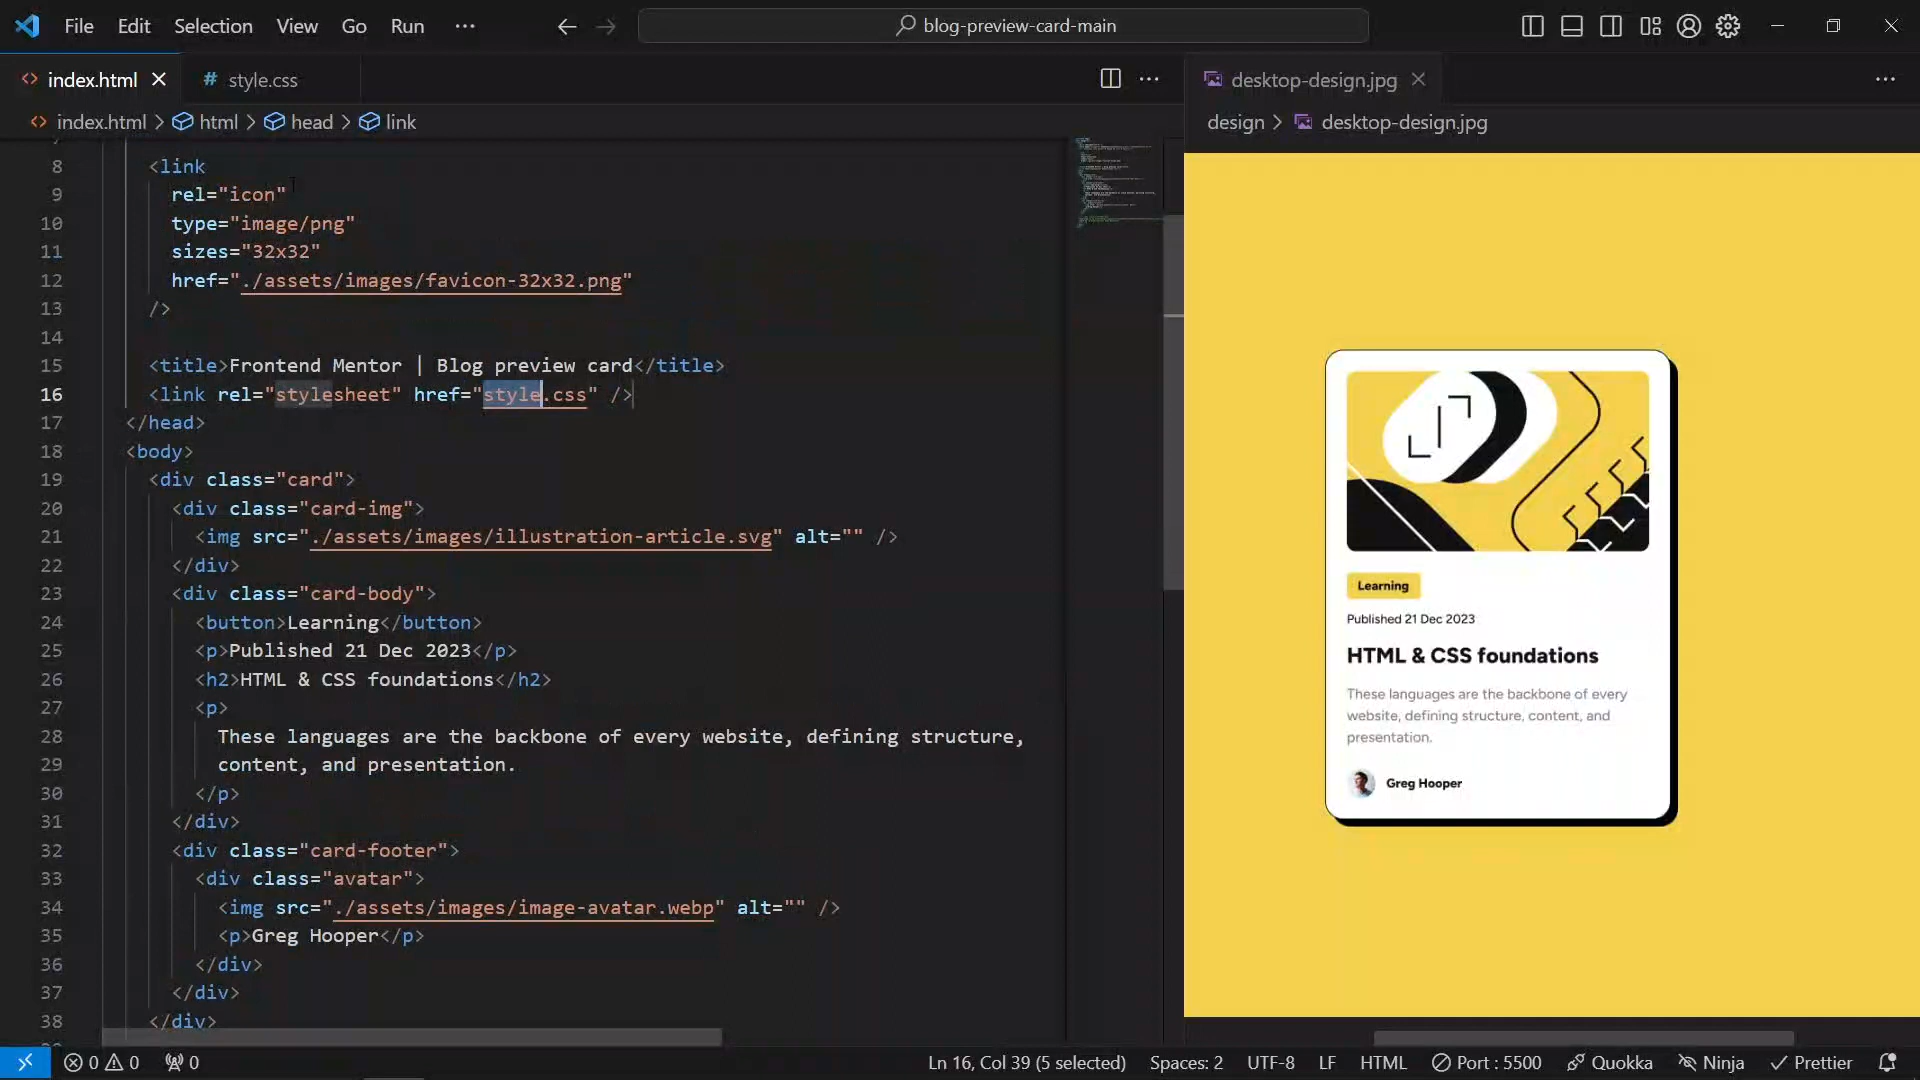 File Edit Selection View Go Run ··· blog-preview-card-main
index.html style.css
index.html > html > head > link
8 <link
9 rel="icon"
10 type="image/png"
11 sizes="32x32"
12 href="./assets/images/favicon-32x32.png"
13 />
14
15 <title>Frontend Mentor | Blog preview card</title>
16 <link rel="stylesheet" href="style.css" />
17 </head>
18 <body>
19 <div class="card">
20 <div class="card-img">
21 <img src="./assets/images/illustration-article.svg" alt="" />
22 </div>
23 <div class="card-body">
24 <button>Learning</button>
25 <p>Published 21 Dec 2023</p>
26 <h2>HTML & CSS foundations</h2>
27 <p>
28 These languages are the backbone of every website, defining structure,
29 content, and presentation.
30 </p>
31 </div>
32 <div class="card-footer">
33 <div class="avatar">
34 <img src="./assets/images/image-avatar.webp" alt="" />
35 <p>Greg Hooper</p>
36 </div>
37 </div>
38 </div>
desktop-design.jpg
design > desktop-design.jpg
Learning
Published 21 Dec 2023
HTML & CSS foundations
These languages are the backbone of every
website, defining structure, content, and
presentation.
Greg Hooper
0 0 0 Ln 16, Col 39 (5 selected) Spaces: 2 UTF-8 LF HTML Port : 5500 Quokka Ninja Prettier